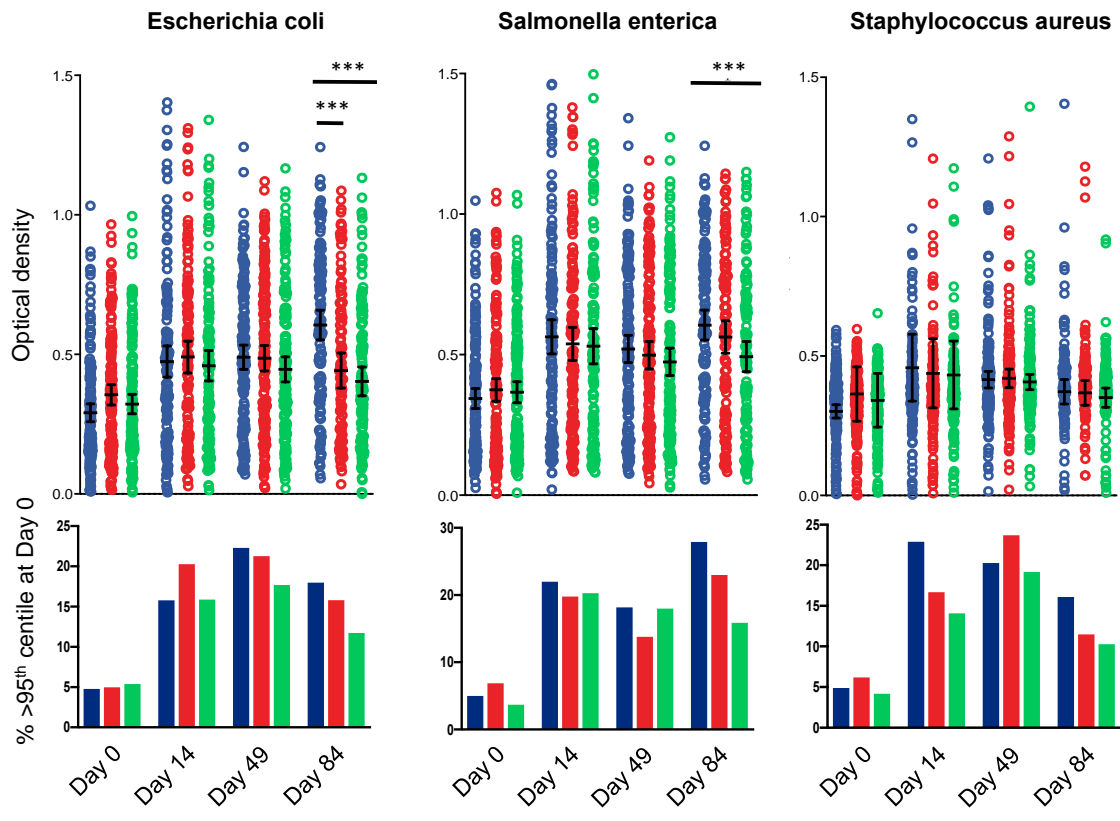 Escherichia coli
Salmonella enterica
Staphylococcus aureus
Optical density
1.5
1.0
0.5
0.0
***
***
1.5
1.0
0.5
0.0
***
1.5
1.0
0.5
0.0
% >95th centile at Day 0
25
20
15
10
5
0
Day 0
Day 14
Day 49
Day 84
30
20
10
0
Day 0
Day 14
Day 49
Day 84
25
20
15
10
5
0
Day 0
Day 14
Day 49
Day 84